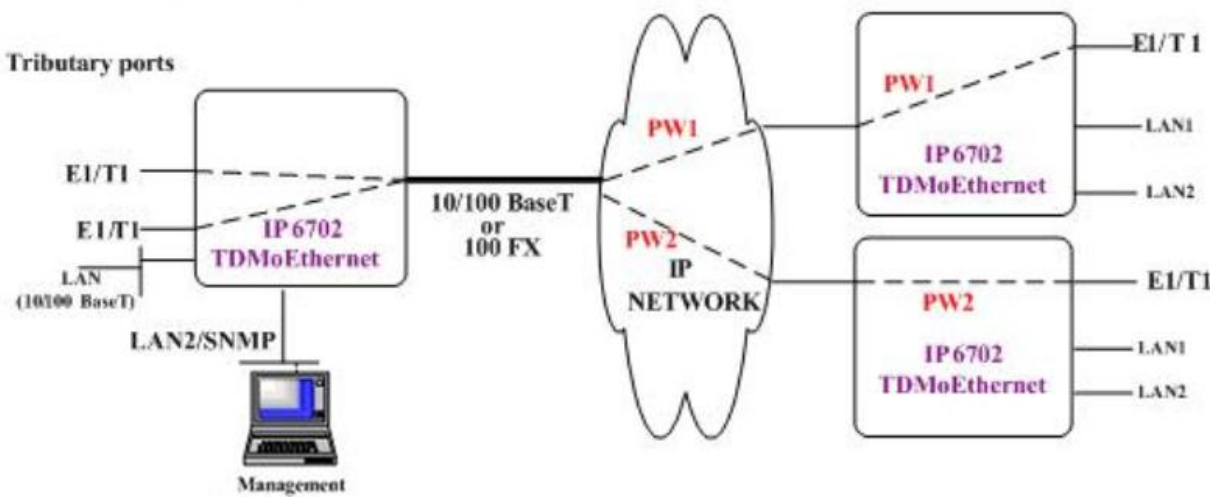 Tributary ports
E1/T1
E1/T1
LAN
(10/100 BaseT)
IP 6702
TDMoEthernet
LAN2/SNMP
Management
10/100 BaseT
or
100 FX
PW1
PW2
IP
NETWORK
PW1
IP 6702
TDMoEthernet
E1/T 1
LAN1
LAN2
PW2
IP 6702
TDMoEthernet
E1/T1
LAN1
LAN2